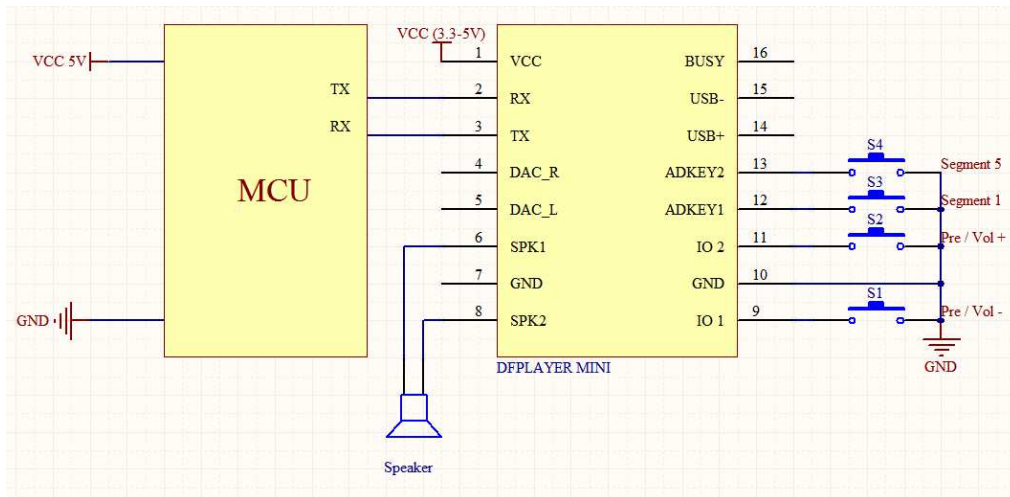 VCC (3.3-5V)
VCC 5V
GND
MCU
TX
RX
1 VCC
2 RX
3 TX
4 DAC_R
5 DAC_L
6 SPK1
7 GND
8 SPK2
BUSY 16
USB- 15
USB+ 14
ADKEY2 13
ADKEY1 12
IO 2 11
GND 10
IO 1 9
DFPLAYER MINI
S4
Segment 5
S3
Segment 1
S2
Pre / Vol +
S1
Pre / Vol -
GND
Speaker